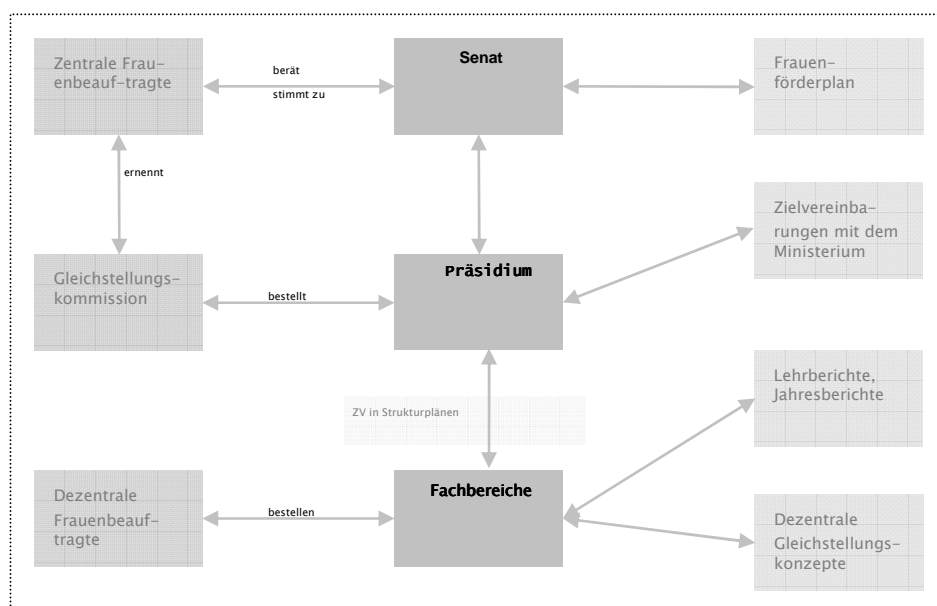 Zentrale Frau-
enbeauf-tragte
berät
stimmt zu
Senat
Frauen-
förderplan
ernennt
Zielvereinba-
rungen mit dem
Ministerium
Gleichstellungs-
kommission
bestellt
Präsidium
Lehrberichte,
Jahresberichte
ZV in Strukturplänen
Dezentrale
Frauenbeauf-
tragte
bestellen
Fachbereiche
Dezentrale
Gleichstellungs-
konzepte